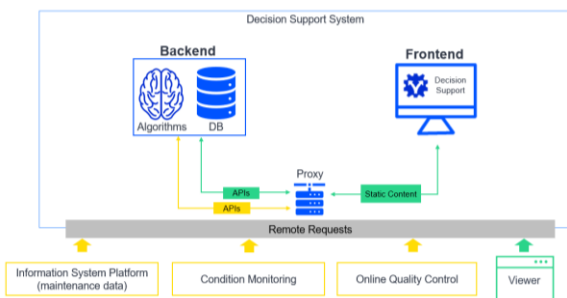 Decision Support System
Backend
Frontend
Algorithms
DB
Decision
Support
Proxy
APIs
Static Content
APIs
Remote Requests
Information System Platform
(maintenance data)
Condition Monitoring
Online Quality Control
Viewer